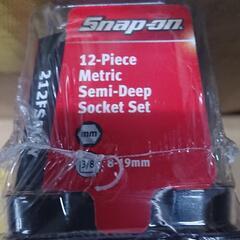 Snap-on
12-Piece
Metric
Semi-Deep
Socket Set
mm
3/8
8-19mm